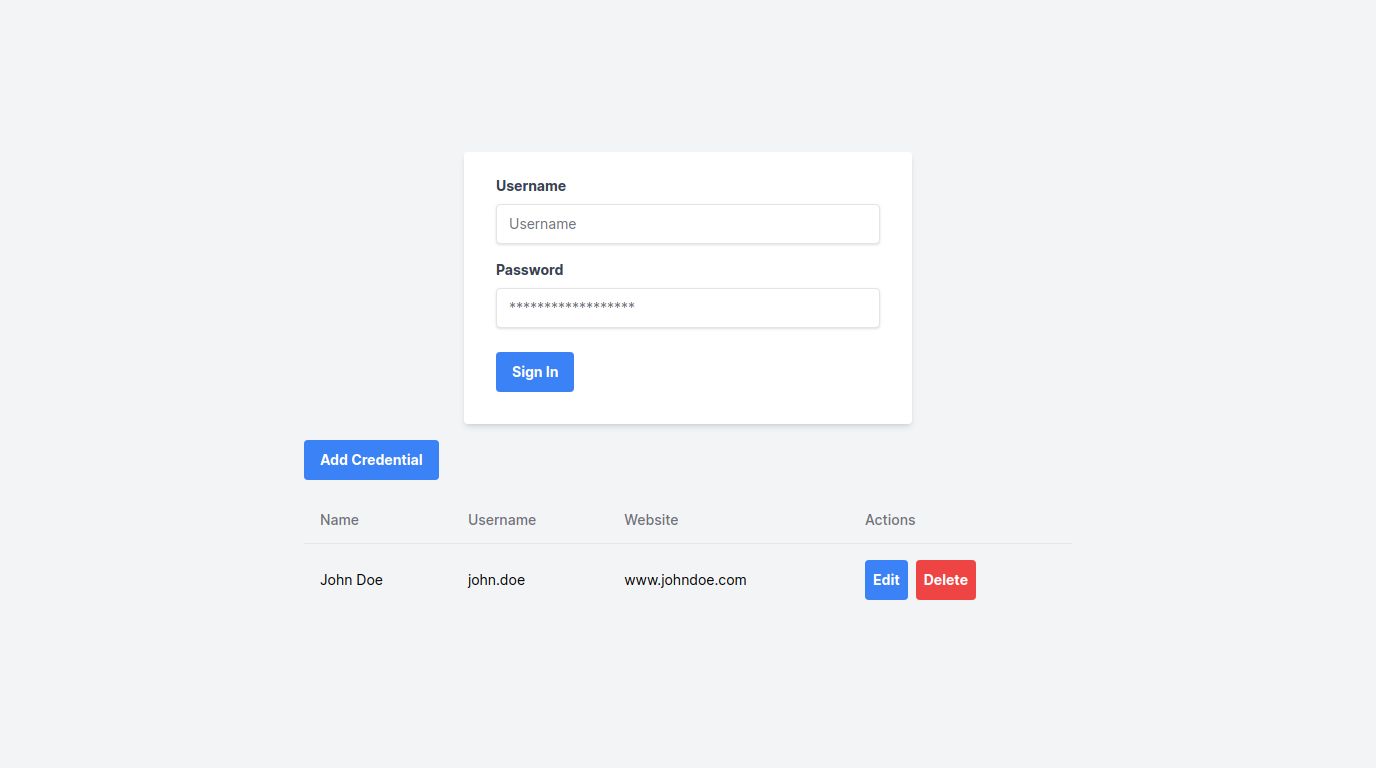 Username
Username
Password
******************
Sign In
Add Credential
Name Username Website Actions
John Doe john.doe www.johndoe.com Edit Delete